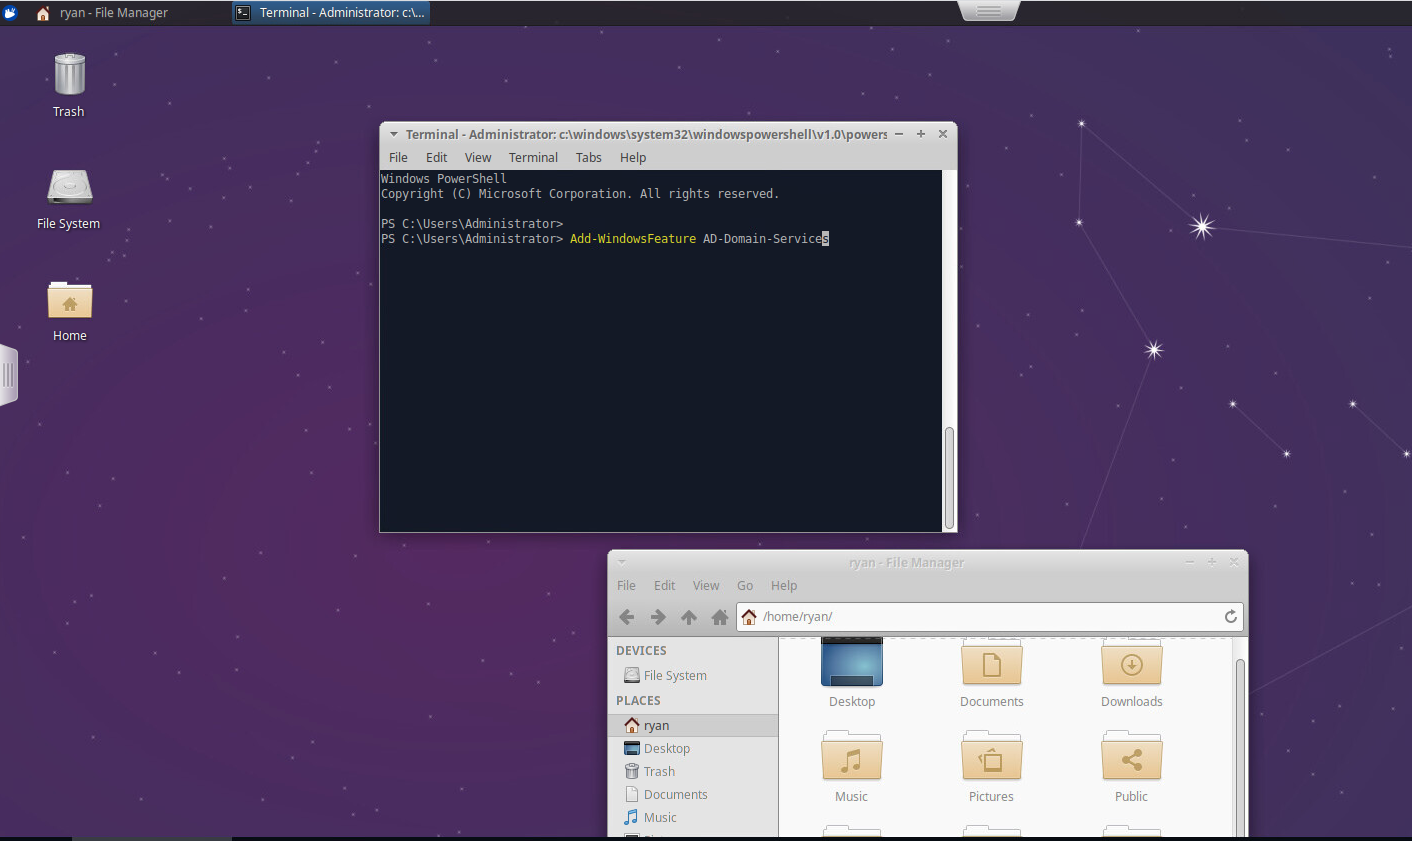 ryan - File Manager
Terminal - Administrator: c:\...
Trash
File System
Home
Terminal - Administrator: c:\windows\system32\windowspowershell\v1.0\powers
File Edit View Terminal Tabs Help
Windows PowerShell
Copyright (C) Microsoft Corporation. All rights reserved.
PS C:\Users\Administrator>
PS C:\Users\Administrator> Add-WindowsFeature AD-Domain-Services
ryan - File Manager
File Edit View Go Help
/home/ryan/
DEVICES
File System
PLACES
ryan
Desktop
Trash
Documents
Music
Desktop Documents Downloads
Music Pictures Public